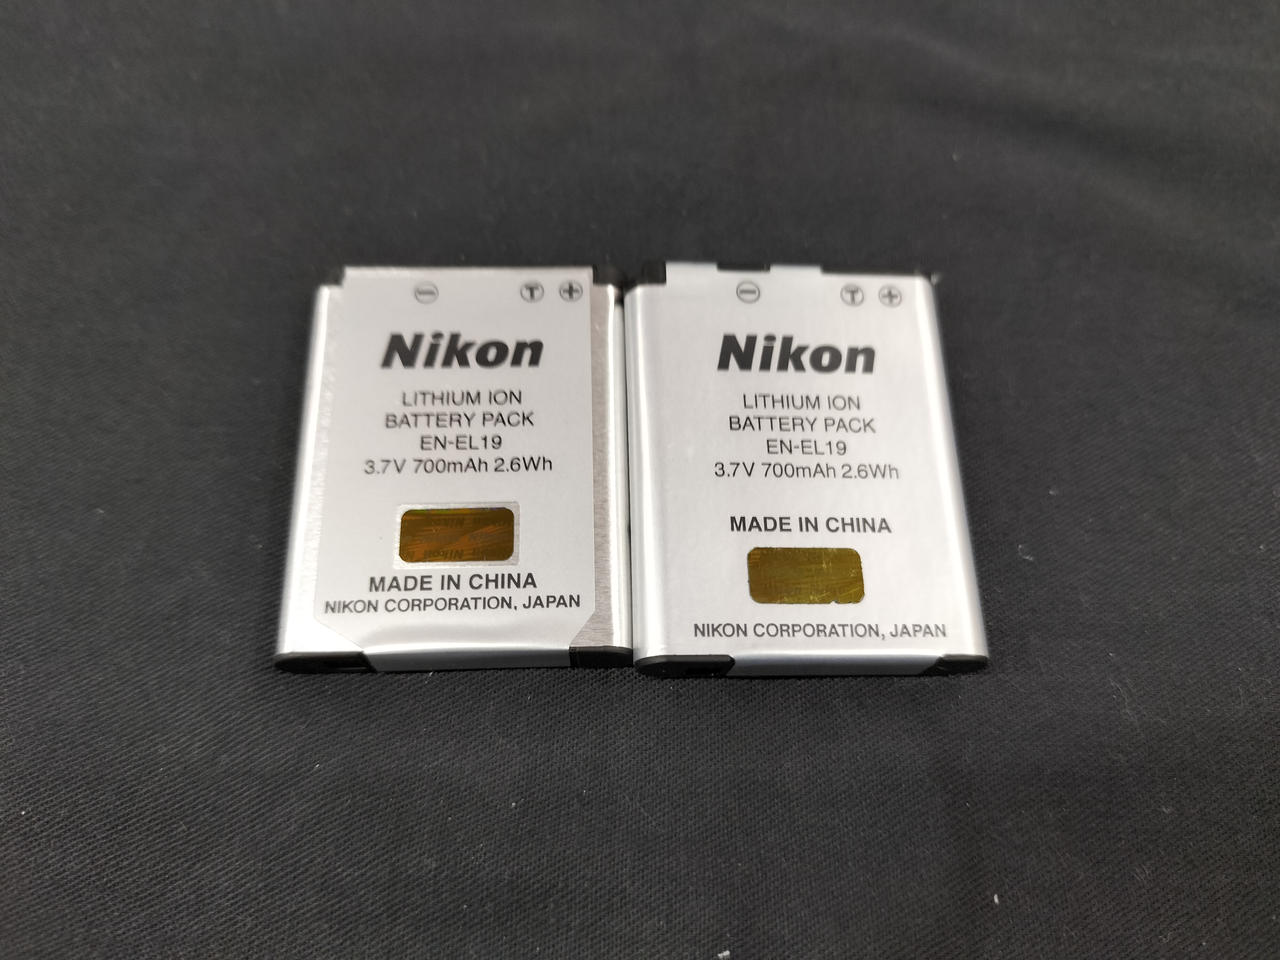 Nikon
LITHIUM ION
BATTERY PACK
EN-EL19
3.7V 700mAh 2.6Wh
Nikon
MADE IN CHINA
NIKON CORPORATION, JAPAN
Nikon
LITHIUM ION
BATTERY PACK
EN-EL19
3.7V 700mAh 2.6Wh
MADE IN CHINA
NIKON CORPORATION, JAPAN